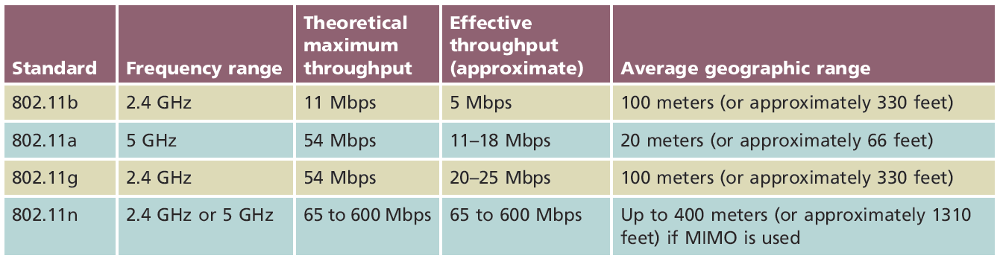 Standard
Frequency range
Theoretical
maximum
throughput
Effective
throughput
(approximate)
Average geographic range
802.11b
2.4 GHz
11 Mbps
5 Mbps
100 meters (or approximately 330 feet)
802.11a
5 GHz
54 Mbps
11–18 Mbps
20 meters (or approximately 66 feet)
802.11g
2.4 GHz
54 Mbps
20–25 Mbps
100 meters (or approximately 330 feet)
802.11n
2.4 GHz or 5 GHz
65 to 600 Mbps
65 to 600 Mbps
Up to 400 meters (or approximately 1310
feet) if MIMO is used